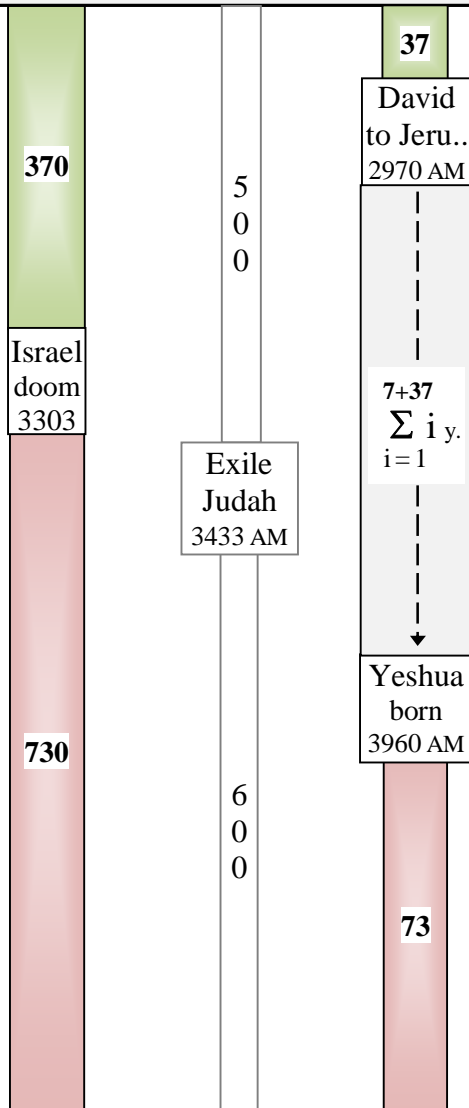 370
Israel
doom
3303
730
5
0
0
Exile
Judah
3433 AM
6
0
0
37
David
to Jeru..
2970 AM
7+37
Σ i y.
i = 1
Yeshua
born
3960 AM
73